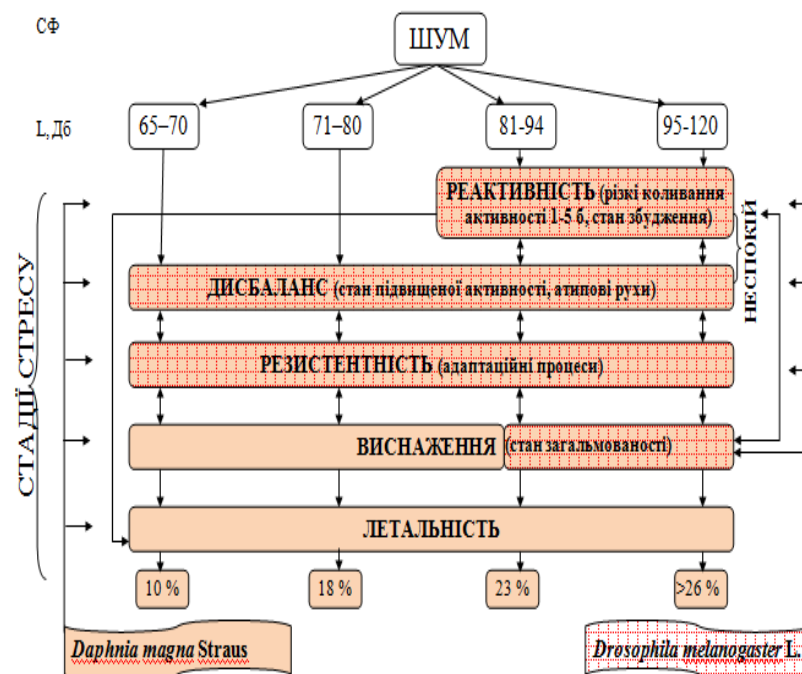 СФ
ШУМ
L, Дб
65–70
71–80
81-94
95-120
РЕАКТИВНІСТЬ (різкі коливання
активності 1-5 б, стан збудження)
НЕСПОКІЙ
ДИСБАЛАНС (стан підвищеної активності, атипові рухи)
СТАДІЇ СТРЕСУ
РЕЗИСТЕНТНІСТЬ (адаптаційні процеси)
ВИСНАЖЕННЯ (стан загальмованості)
ЛЕТАЛЬНІСТЬ
10 %
18 %
23 %
>26 %
Daphnia magna Straus
Drosophila melanogaster L.